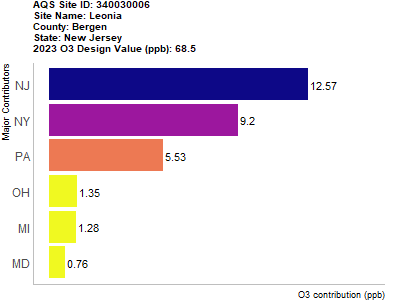 AQS Site ID: 340030006
Site Name: Leonia
County: Bergen
State: New Jersey
2023 O3 Design Value (ppb): 68.5
Major Contributors
NJ 12.57
NY 9.2
PA 5.53
OH 1.35
MI 1.28
MD 0.76
O3 contribution (ppb)